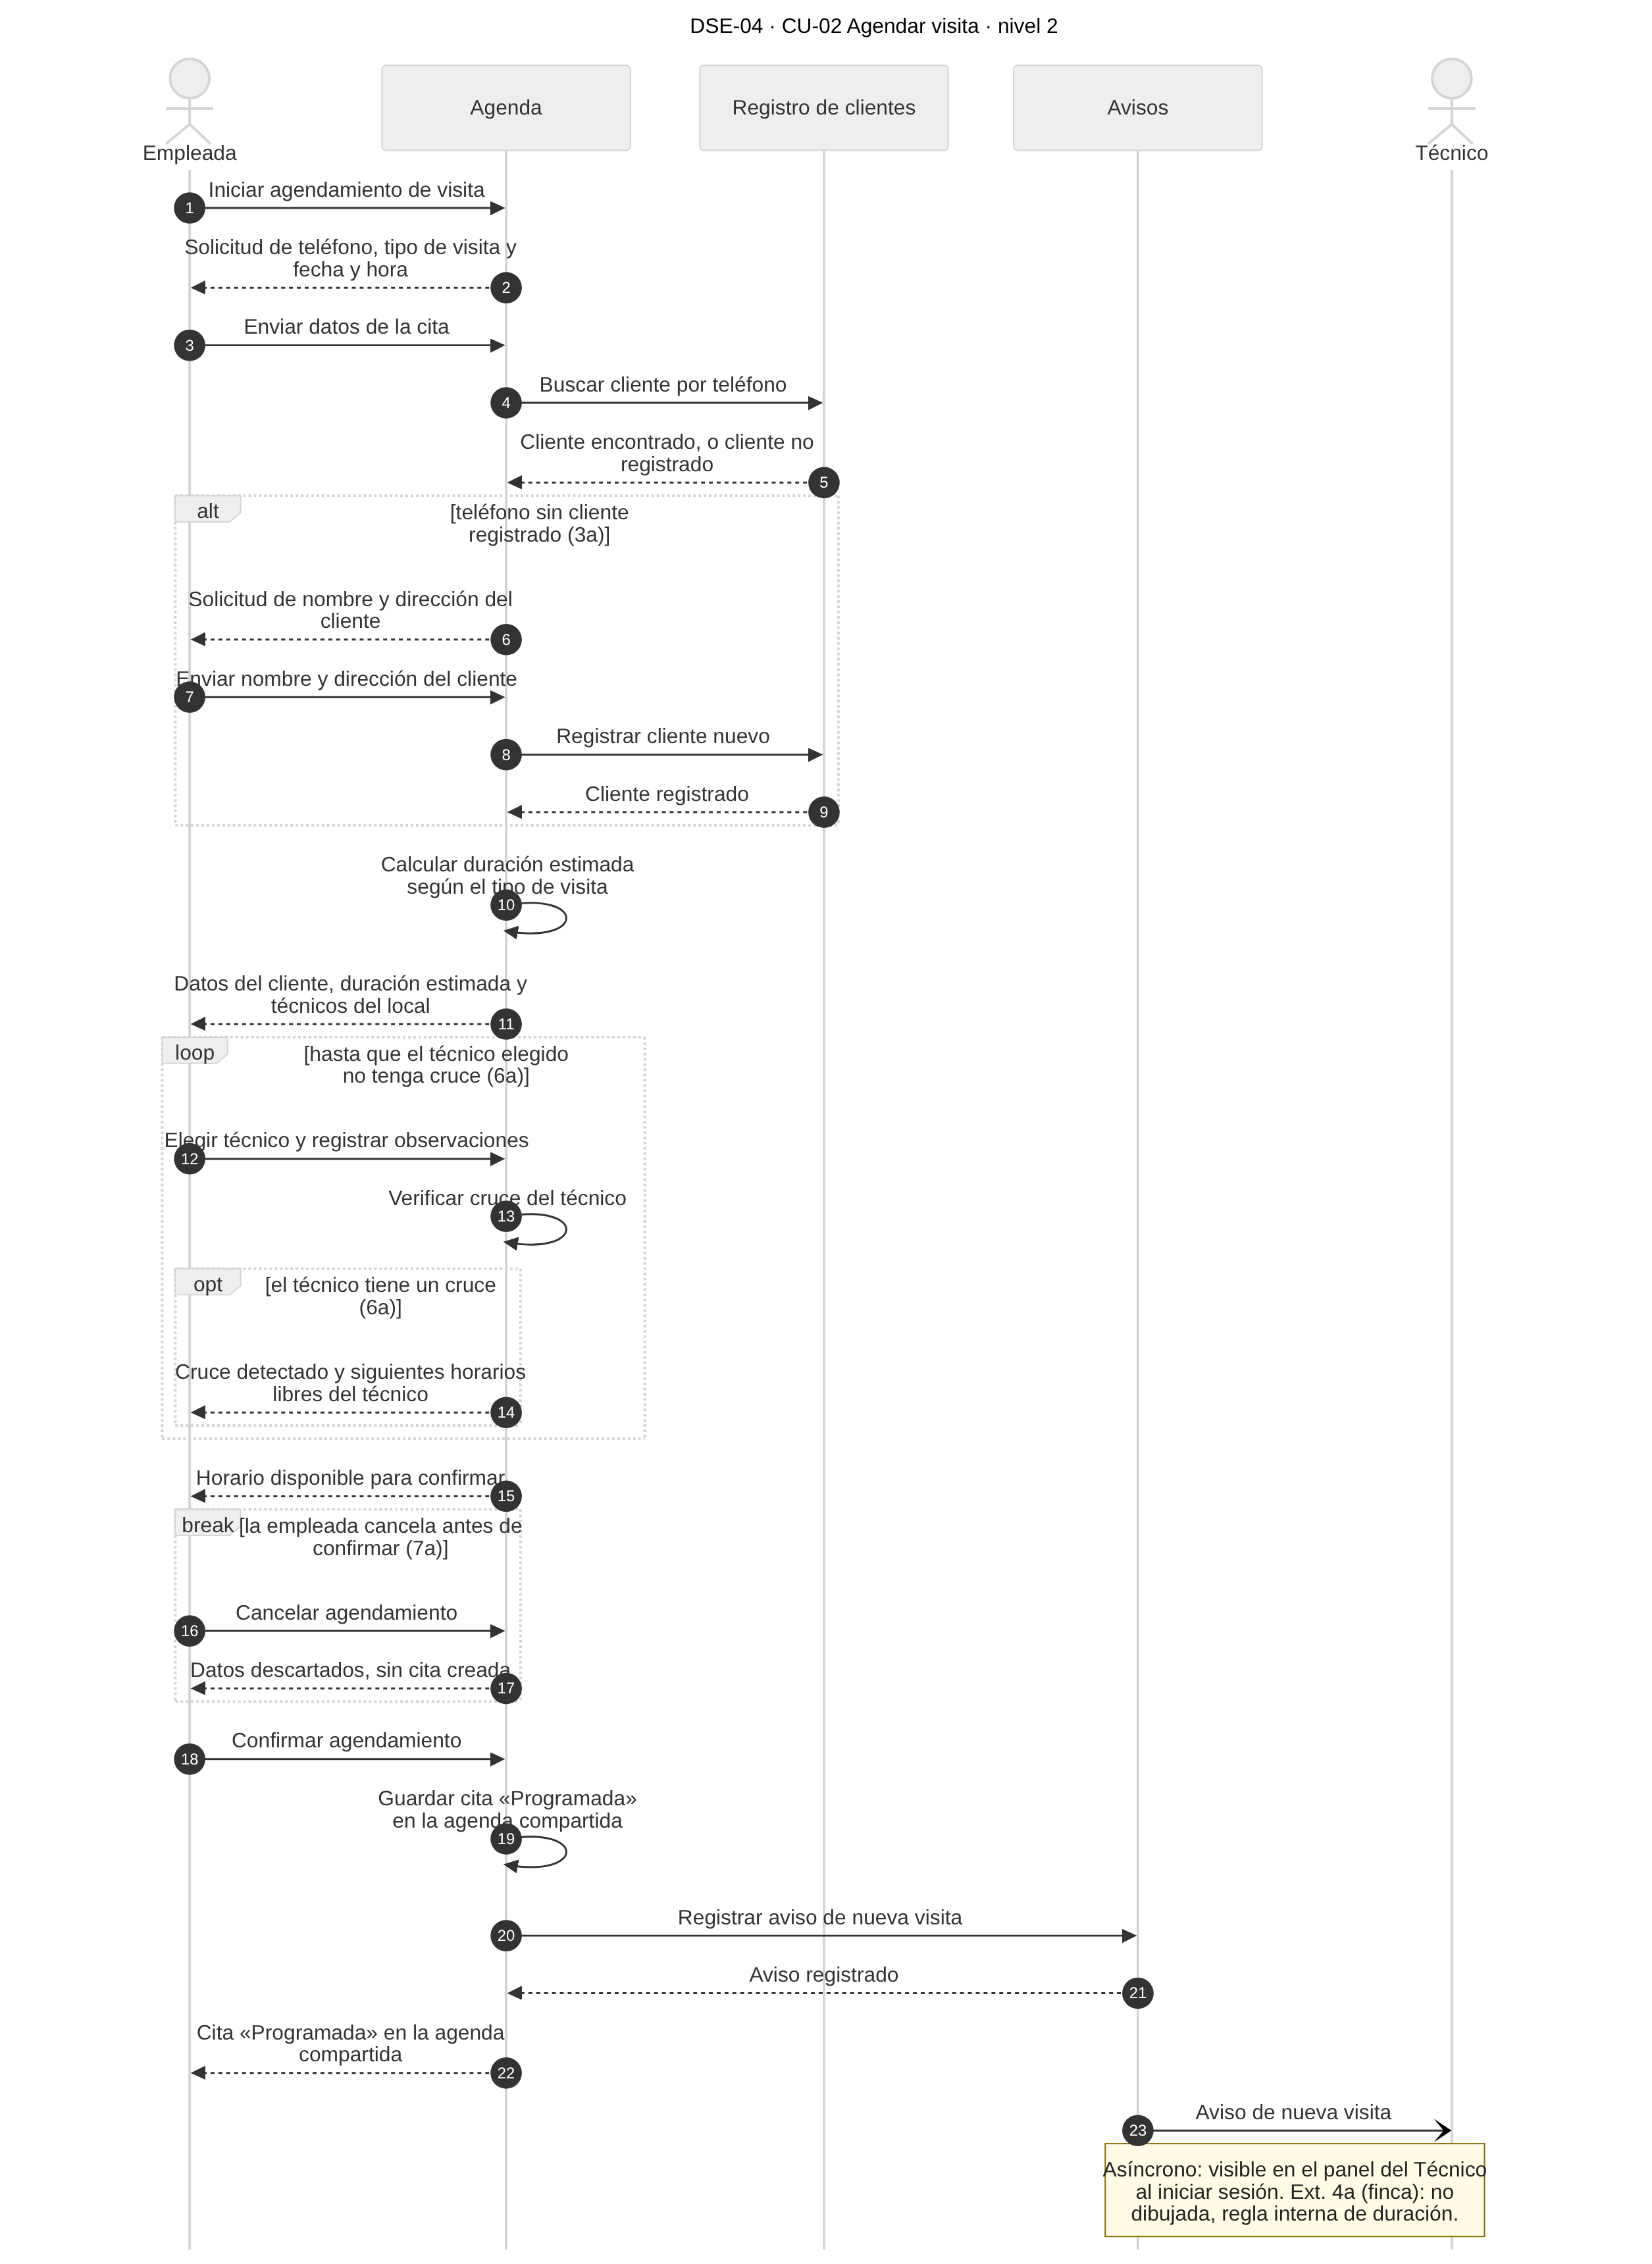 DSE-04 · CU-02 Agendar visita · nivel 2
Empleada
Agenda
Registro de clientes
Avisos
Técnico
Iniciar agendamiento de visita
1
Solicitud de teléfono, tipo de visita y
fecha y hora
2
Enviar datos de la cita
3
Buscar cliente por teléfono
4
Cliente encontrado, o cliente no
registrado
5
alt
[teléfono sin cliente
registrado (3a)]
Solicitud de nombre y dirección del
cliente
6
Enviar nombre y dirección del cliente
7
Registrar cliente nuevo
8
Cliente registrado
9
Calcular duración estimada
según el tipo de visita
10
Datos del cliente, duración estimada y
técnicos del local
11
loop
[hasta que el técnico elegido
no tenga cruce (6a)]
Elegir técnico y registrar observaciones
12
Verificar cruce del técnico
13
opt
[el técnico tiene un cruce
(6a)]
Cruce detectado y siguientes horarios
libres del técnico
14
Horario disponible para confirmar
15
break
[la empleada cancela antes de
confirmar (7a)]
Cancelar agendamiento
16
Datos descartados, sin cita creada
17
Confirmar agendamiento
18
Guardar cita «Programada»
en la agenda compartida
19
Registrar aviso de nueva visita
20
Aviso registrado
21
Cita «Programada» en la agenda
compartida
22
Aviso de nueva visita
23
Asíncrono: visible en el panel del Técnico
al iniciar sesión. Ext. 4a (finca): no
dibujada, regla interna de duración.